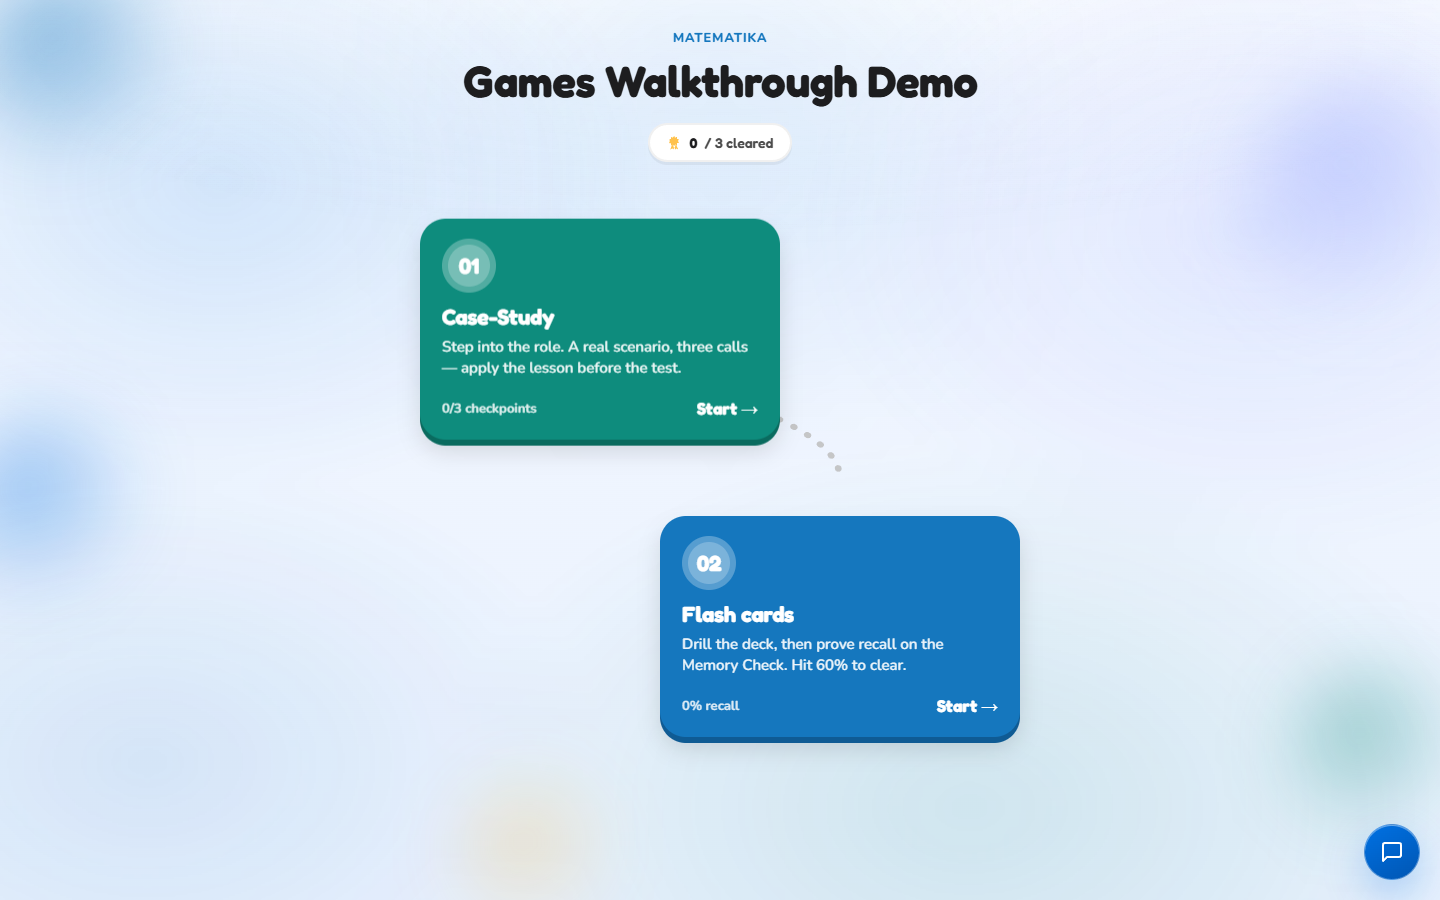 MATEMATIKA
Games Walkthrough Demo
0 / 3 cleared
01
Case-Study
Step into the role. A real scenario, three calls
— apply the lesson before the test.
0/3 checkpoints
Start →
02
Flash cards
Drill the deck, then prove recall on the
Memory Check. Hit 60% to clear.
0% recall
Start →